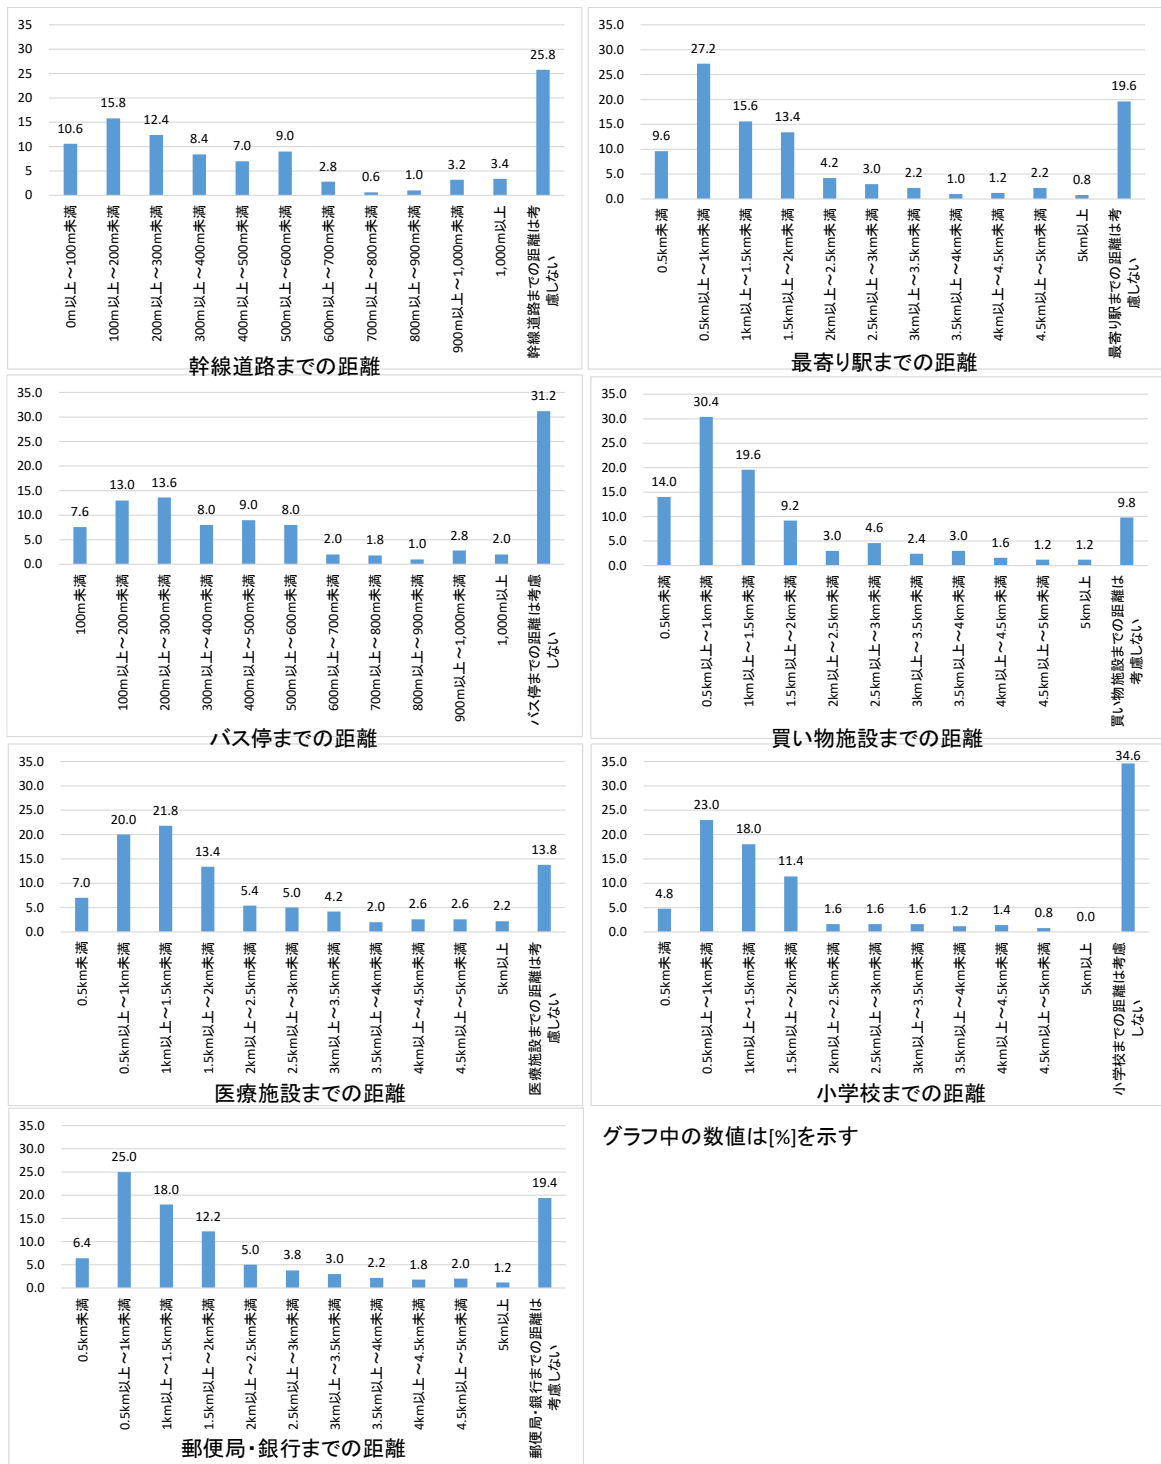 35
30
25
20
15
10
5
0
10.6
15.8
12.4
8.4
7.0
9.0
2.8
0.6
1.0
3.2
3.4
25.8
0m以上～100m未満
100m以上～200m未満
200m以上～300m未満
300m以上～400m未満
400m以上～500m未満
500m以上～600m未満
600m以上～700m未満
700m以上～800m未満
800m以上～900m未満
900m以上～1,000m未満
1,000m以上
幹線道路までの距離は考
慮しない
幹線道路までの距離
35.0
30.0
25.0
20.0
15.0
10.0
5.0
0.0
9.6
27.2
15.6
13.4
4.2
3.0
2.2
1.0
1.2
2.2
0.8
19.6
0.5km未満
0.5km以上～1km未満
1km以上～1.5km未満
1.5km以上～2km未満
2km以上～2.5km未満
2.5km以上～3km未満
3km以上～3.5km未満
3.5km以上～4km未満
4km以上～4.5km未満
4.5km以上～5km未満
5km以上
最寄り駅までの距離は考
慮しない
最寄り駅までの距離
35.0
30.0
25.0
20.0
15.0
10.0
5.0
0.0
7.6
13.0
13.6
8.0
9.0
8.0
2.0
1.8
1.0
2.8
2.0
31.2
100m未満
100m以上～200m未満
200m以上～300m未満
300m以上～400m未満
400m以上～500m未満
500m以上～600m未満
600m以上～700m未満
700m以上～800m未満
800m以上～900m未満
900m以上～1,000m未満
1,000m以上
バス停までの距離は考慮
しない
バス停までの距離
35.0
30.0
25.0
20.0
15.0
10.0
5.0
0.0
14.0
30.4
19.6
9.2
3.0
4.6
2.4
3.0
1.6
1.2
1.2
9.8
0.5km未満
0.5km以上～1km未満
1km以上～1.5km未満
1.5km以上～2km未満
2km以上～2.5km未満
2.5km以上～3km未満
3km以上～3.5km未満
3.5km以上～4km未満
4km以上～4.5km未満
4.5km以上～5km未満
5km以上
買い物施設までの距離は
考慮しない
買い物施設までの距離
35.0
30.0
25.0
20.0
15.0
10.0
5.0
0.0
7.0
20.0
21.8
13.4
5.4
5.0
4.2
2.0
2.6
2.6
2.2
13.8
0.5km未満
0.5km以上～1km未満
1km以上～1.5km未満
1.5km以上～2km未満
2km以上～2.5km未満
2.5km以上～3km未満
3km以上～3.5km未満
3.5km以上～4km未満
4km以上～4.5km未満
4.5km以上～5km未満
5km以上
医療施設までの距離は考
慮しない
医療施設までの距離
35.0
30.0
25.0
20.0
15.0
10.0
5.0
0.0
4.8
23.0
18.0
11.4
1.6
1.6
1.6
1.2
1.4
0.8
0.0
34.6
0.5km未満
0.5km以上～1km未満
1km以上～1.5km未満
1.5km以上～2km未満
2km以上～2.5km未満
2.5km以上～3km未満
3km以上～3.5km未満
3.5km以上～4km未満
4km以上～4.5km未満
4.5km以上～5km未満
5km以上
小学校までの距離は考慮
しない
小学校までの距離
35.0
30.0
25.0
20.0
15.0
10.0
5.0
0.0
6.4
25.0
18.0
12.2
5.0
3.8
3.0
2.2
1.8
2.0
1.2
19.4
0.5km未満
0.5km以上～1km未満
1km以上～1.5km未満
1.5km以上～2km未満
2km以上～2.5km未満
2.5km以上～3km未満
3km以上～3.5km未満
3.5km以上～4km未満
4km以上～4.5km未満
4.5km以上～5km未満
5km以上
郵便局・銀行までの距離は
考慮しない
郵便局・銀行までの距離
グラフ中の数値は[%]を示す